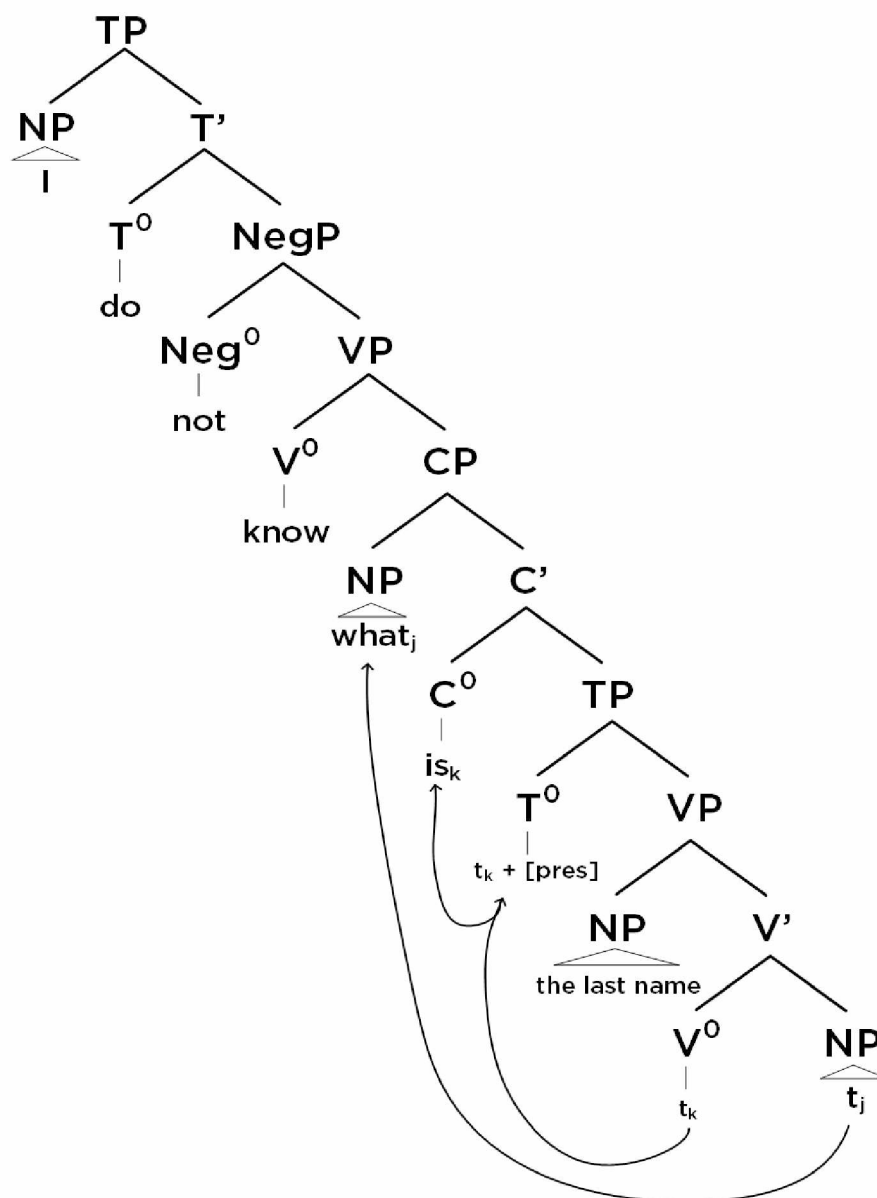 TP
NP T’
I
T⁰ NegP
do
Neg⁰ VP
not
V⁰ CP
know
NP C’
whatⱼ
C⁰ TP
isₖ
T⁰ VP
tₖ + [pres]
NP V’
the last name
V⁰ NP
tₖ tⱼ